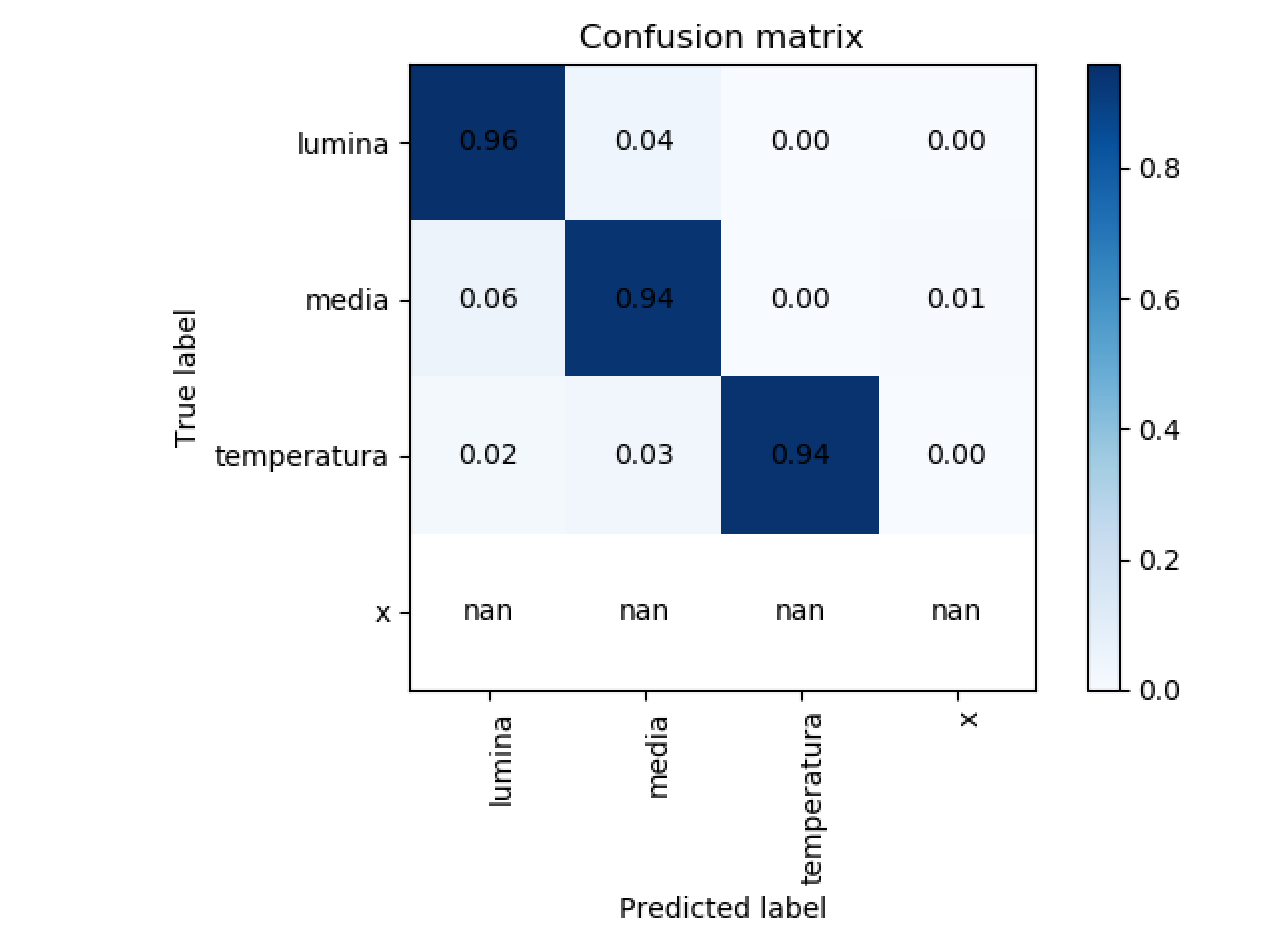 Confusion matrix
lumina 0.96 0.04 0.00 0.00
media 0.06 0.94 0.00 0.01
temperatura 0.02 0.03 0.94 0.00
x nan nan nan nan
True label
lumina media temperatura x
Predicted label
0.8
0.6
0.4
0.2
0.0